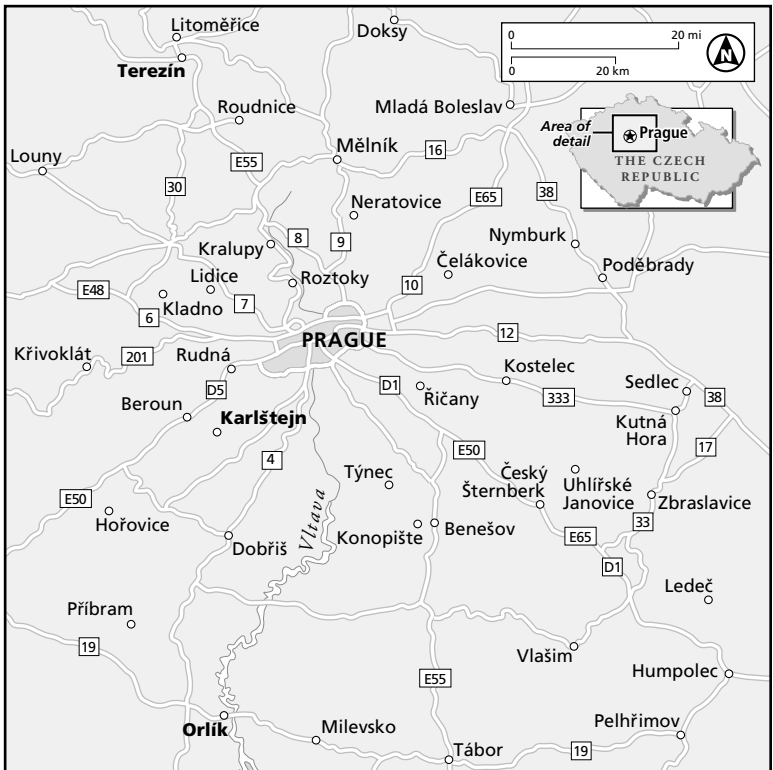 Litoměřice
Doksy
0 20 mi
0 20 km
N
Terezín
Roudnice
Mladá Boleslav
Area of
detail
Prague
THE CZECH
REPUBLIC
Louny
E55
Mělník
16
30
E65
38
Neratovice
8
9
Kralupy
Nymburk
Čelákovice
Lidice
Roztoky
10
Poděbrady
E48
Kladno
7
6
12
PRAGUE
201
Křivoklát
Rudná
Kostelec
Sedlec
D5
D1
Říčany
333
38
Beroun
Karlštejn
Kutná
Hora
17
4
E50
Týnec
Český
Šternberk
Uhlířské
Janovice
Zbraslavice
E50
Hořovice
Vltava
Konopiště
Benešov
33
Dobřiš
E65
D1
Ledeč
Příbram
19
Vlašim
Humpolec
E55
Orlík
Milevsko
Pelhřimov
Tábor
19